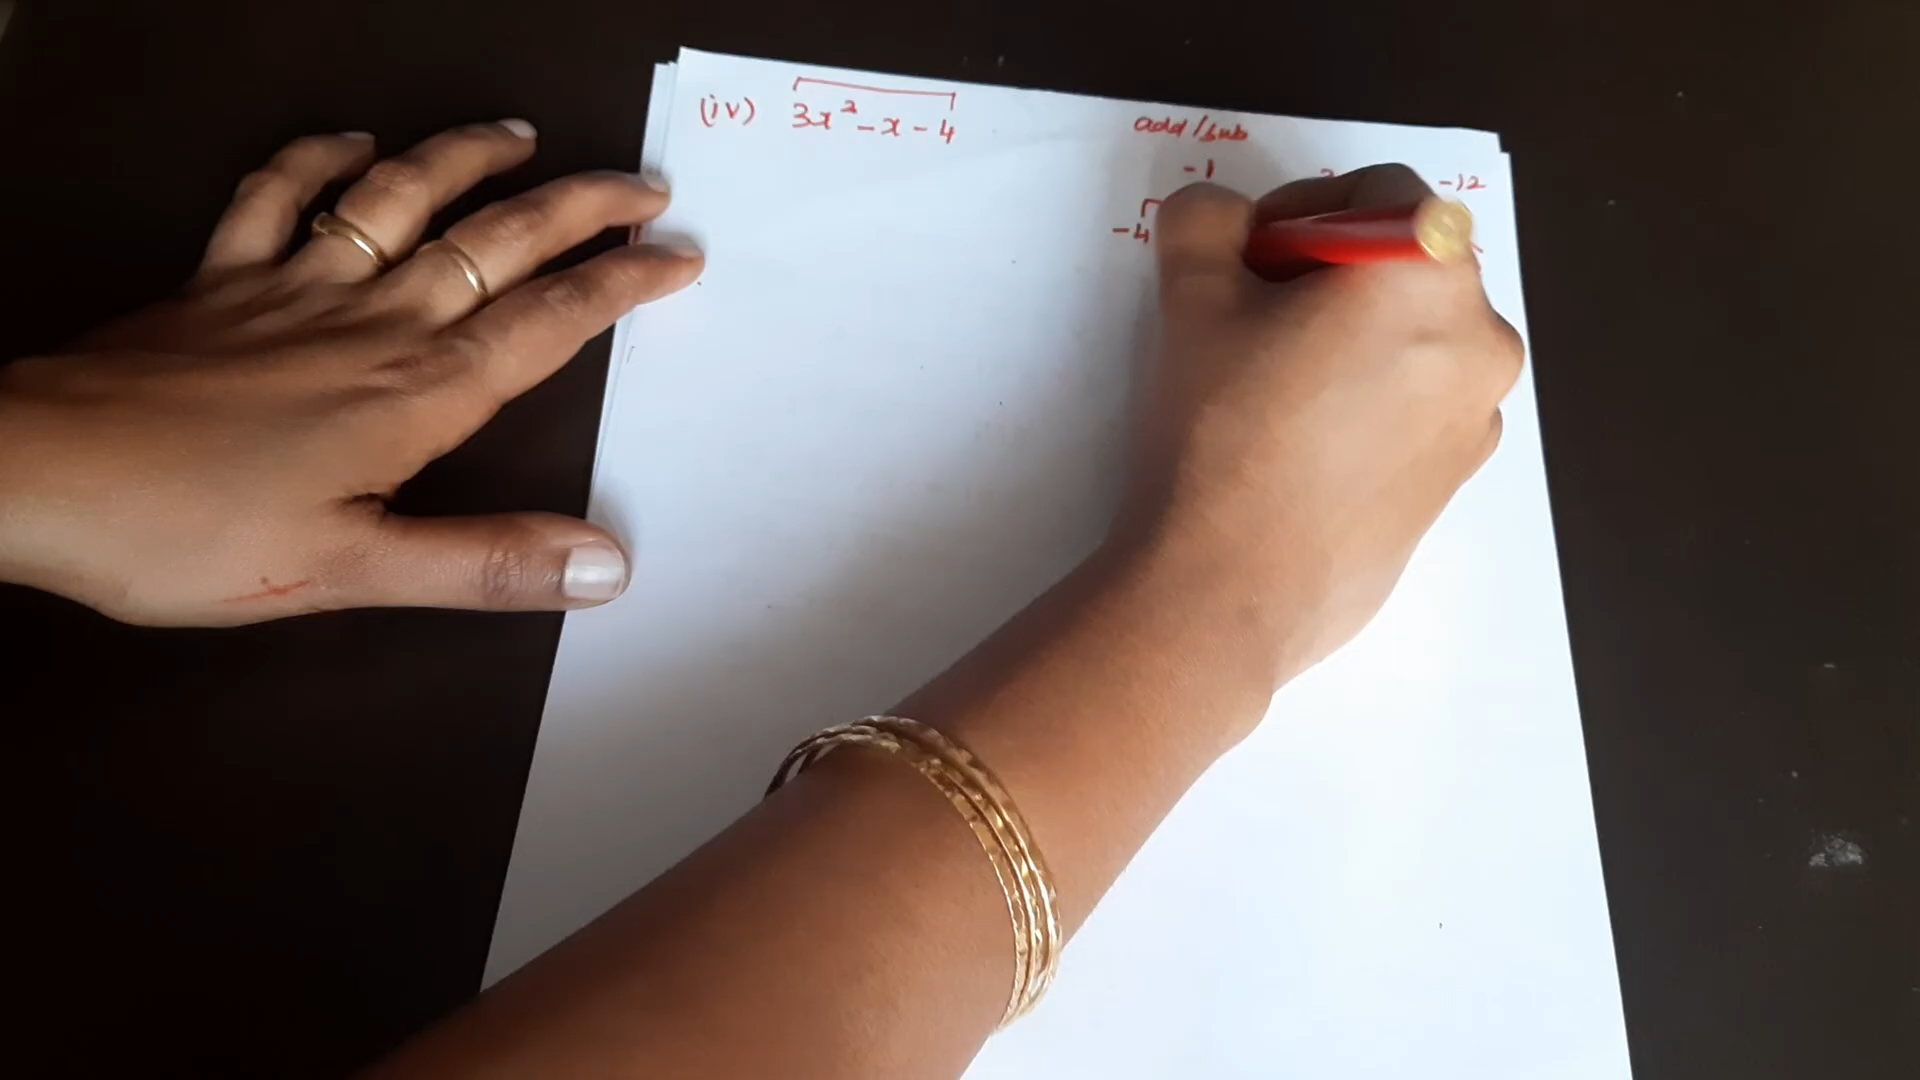 (iv) 3x² - x - 4
add/sub
-1 -12
-4